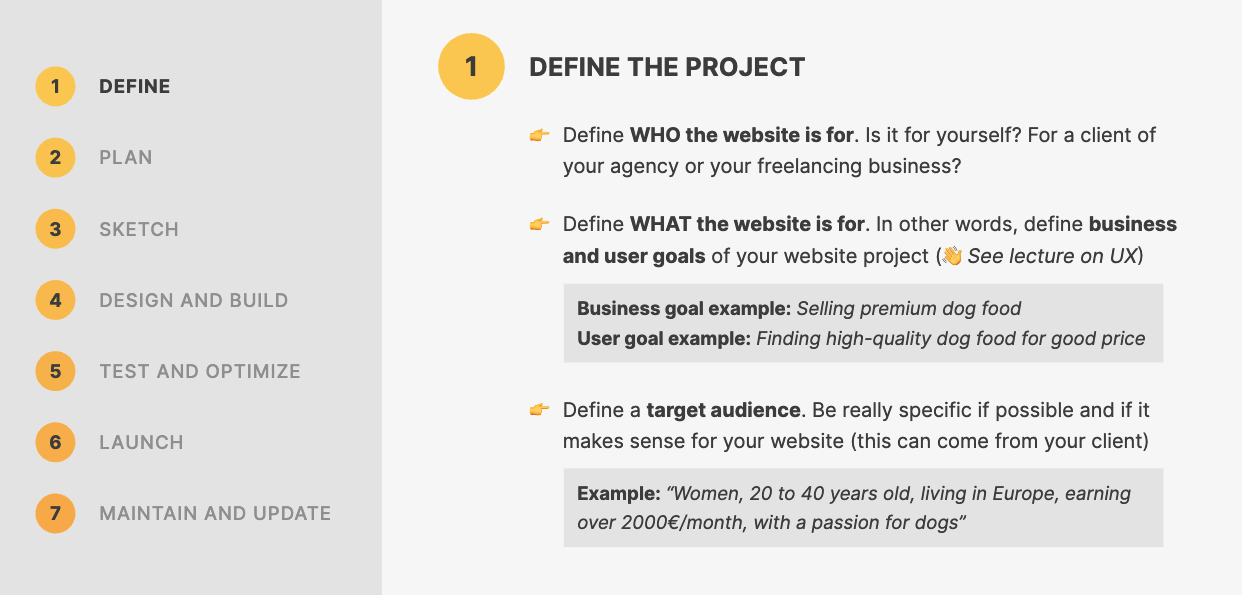 1 DEFINE
2 PLAN
3 SKETCH
4 DESIGN AND BUILD
5 TEST AND OPTIMIZE
6 LAUNCH
7 MAINTAIN AND UPDATE
1 DEFINE THE PROJECT
👉 Define WHO the website is for. Is it for yourself? For a client of
your agency or your freelancing business?
👉 Define WHAT the website is for. In other words, define business
and user goals of your website project (👋 See lecture on UX)
Business goal example: Selling premium dog food
User goal example: Finding high-quality dog food for good price
👉 Define a target audience. Be really specific if possible and if it
makes sense for your website (this can come from your client)
Example: “Women, 20 to 40 years old, living in Europe, earning
over 2000€/month, with a passion for dogs”